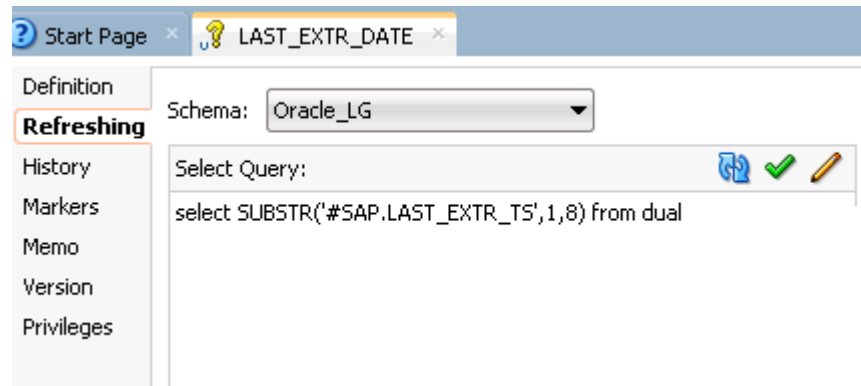 Start Page
LAST_EXTR_DATE
Definition
Refreshing
History
Markers
Memo
Version
Privileges
Schema: Oracle_LG
Select Query:
select SUBSTR('#SAP.LAST_EXTR_TS',1,8) from dual